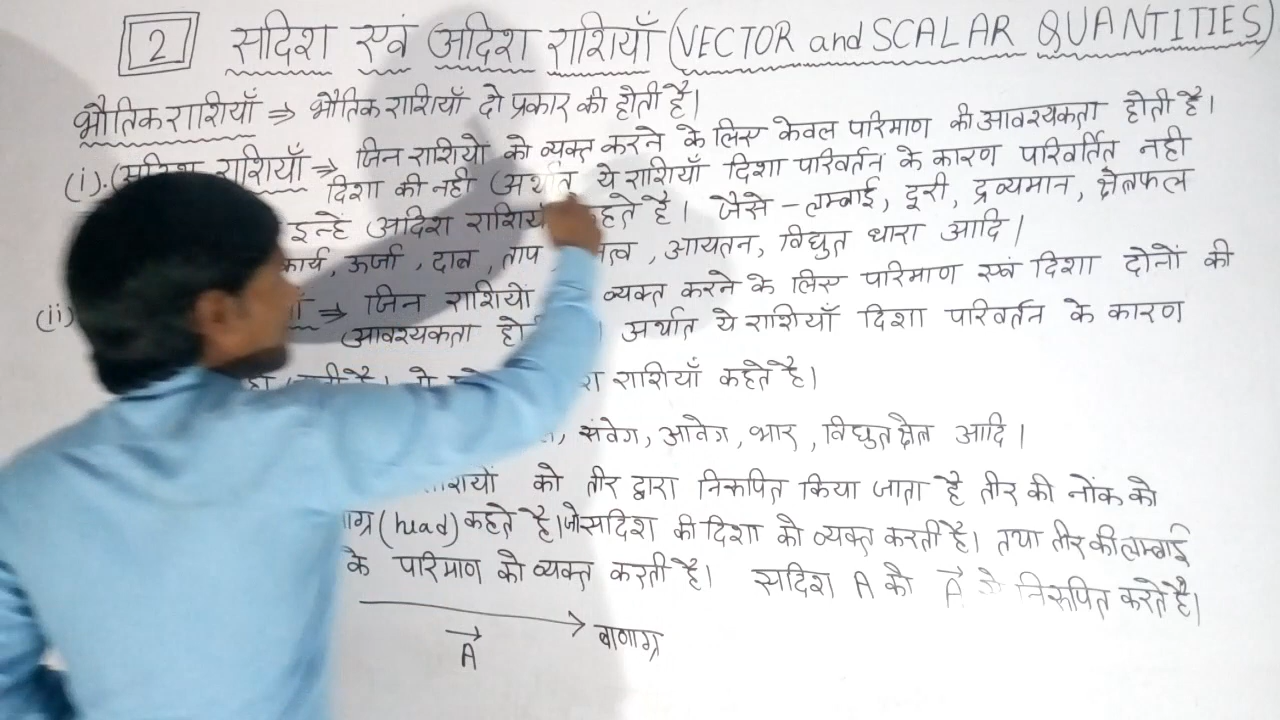 2 सदिश एवं अदिश राशियाँ (VECTOR and SCALAR QUANTITIES)
भौतिक राशियाँ ⇒ भौतिक राशियाँ दो प्रकार की होती है।
(i). अदिश राशियाँ ⇒ जिन राशियो को व्यक्त करने के लिए केवल परिमाण की आवश्यकता होती है।
दिशा की नही (अर्थात ये राशियाँ दिशा परिवर्तन के कारण परिवर्तित नही
इन्हें अदिश राशियाँ कहते है। जैसे - लम्बाई, दूरी, द्रव्यमान, क्षेत्रफल
कार्य, ऊर्जा, दाब, ताप, आयतन, विद्युत धारा आदि।
(ii) ⇒ जिन राशियों व्यक्त करने के लिए परिमाण एवं दिशा दोनों की
आवश्यकता अर्थात ये राशियाँ दिशा परिवर्तन के कारण
राशियाँ कहते है।
, संवेग, आवेग, भार, विद्युत क्षेत्र आदि।
को तीर द्वारा निरूपित किया जाता है तीर की नोंक को
(head) कहते है। जो सदिश की दिशा को व्यक्त करती है। तथा तीर की लम्बाई
के परिमाण को व्यक्त करती है। सदिश A को A⃗ से निरूपित करते है।
A⃗ बाणाग्र